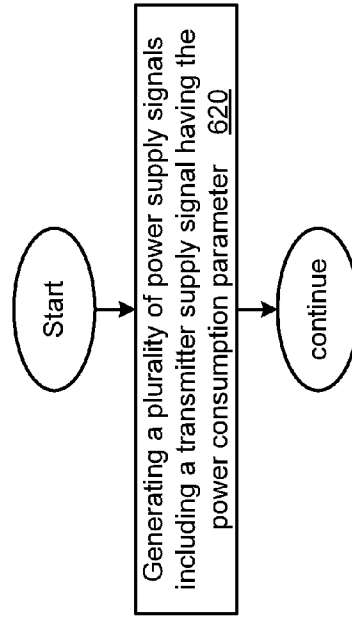 Start
Generating a plurality of power supply signals
including a transmitter supply signal having the
power consumption parameter 620
continue